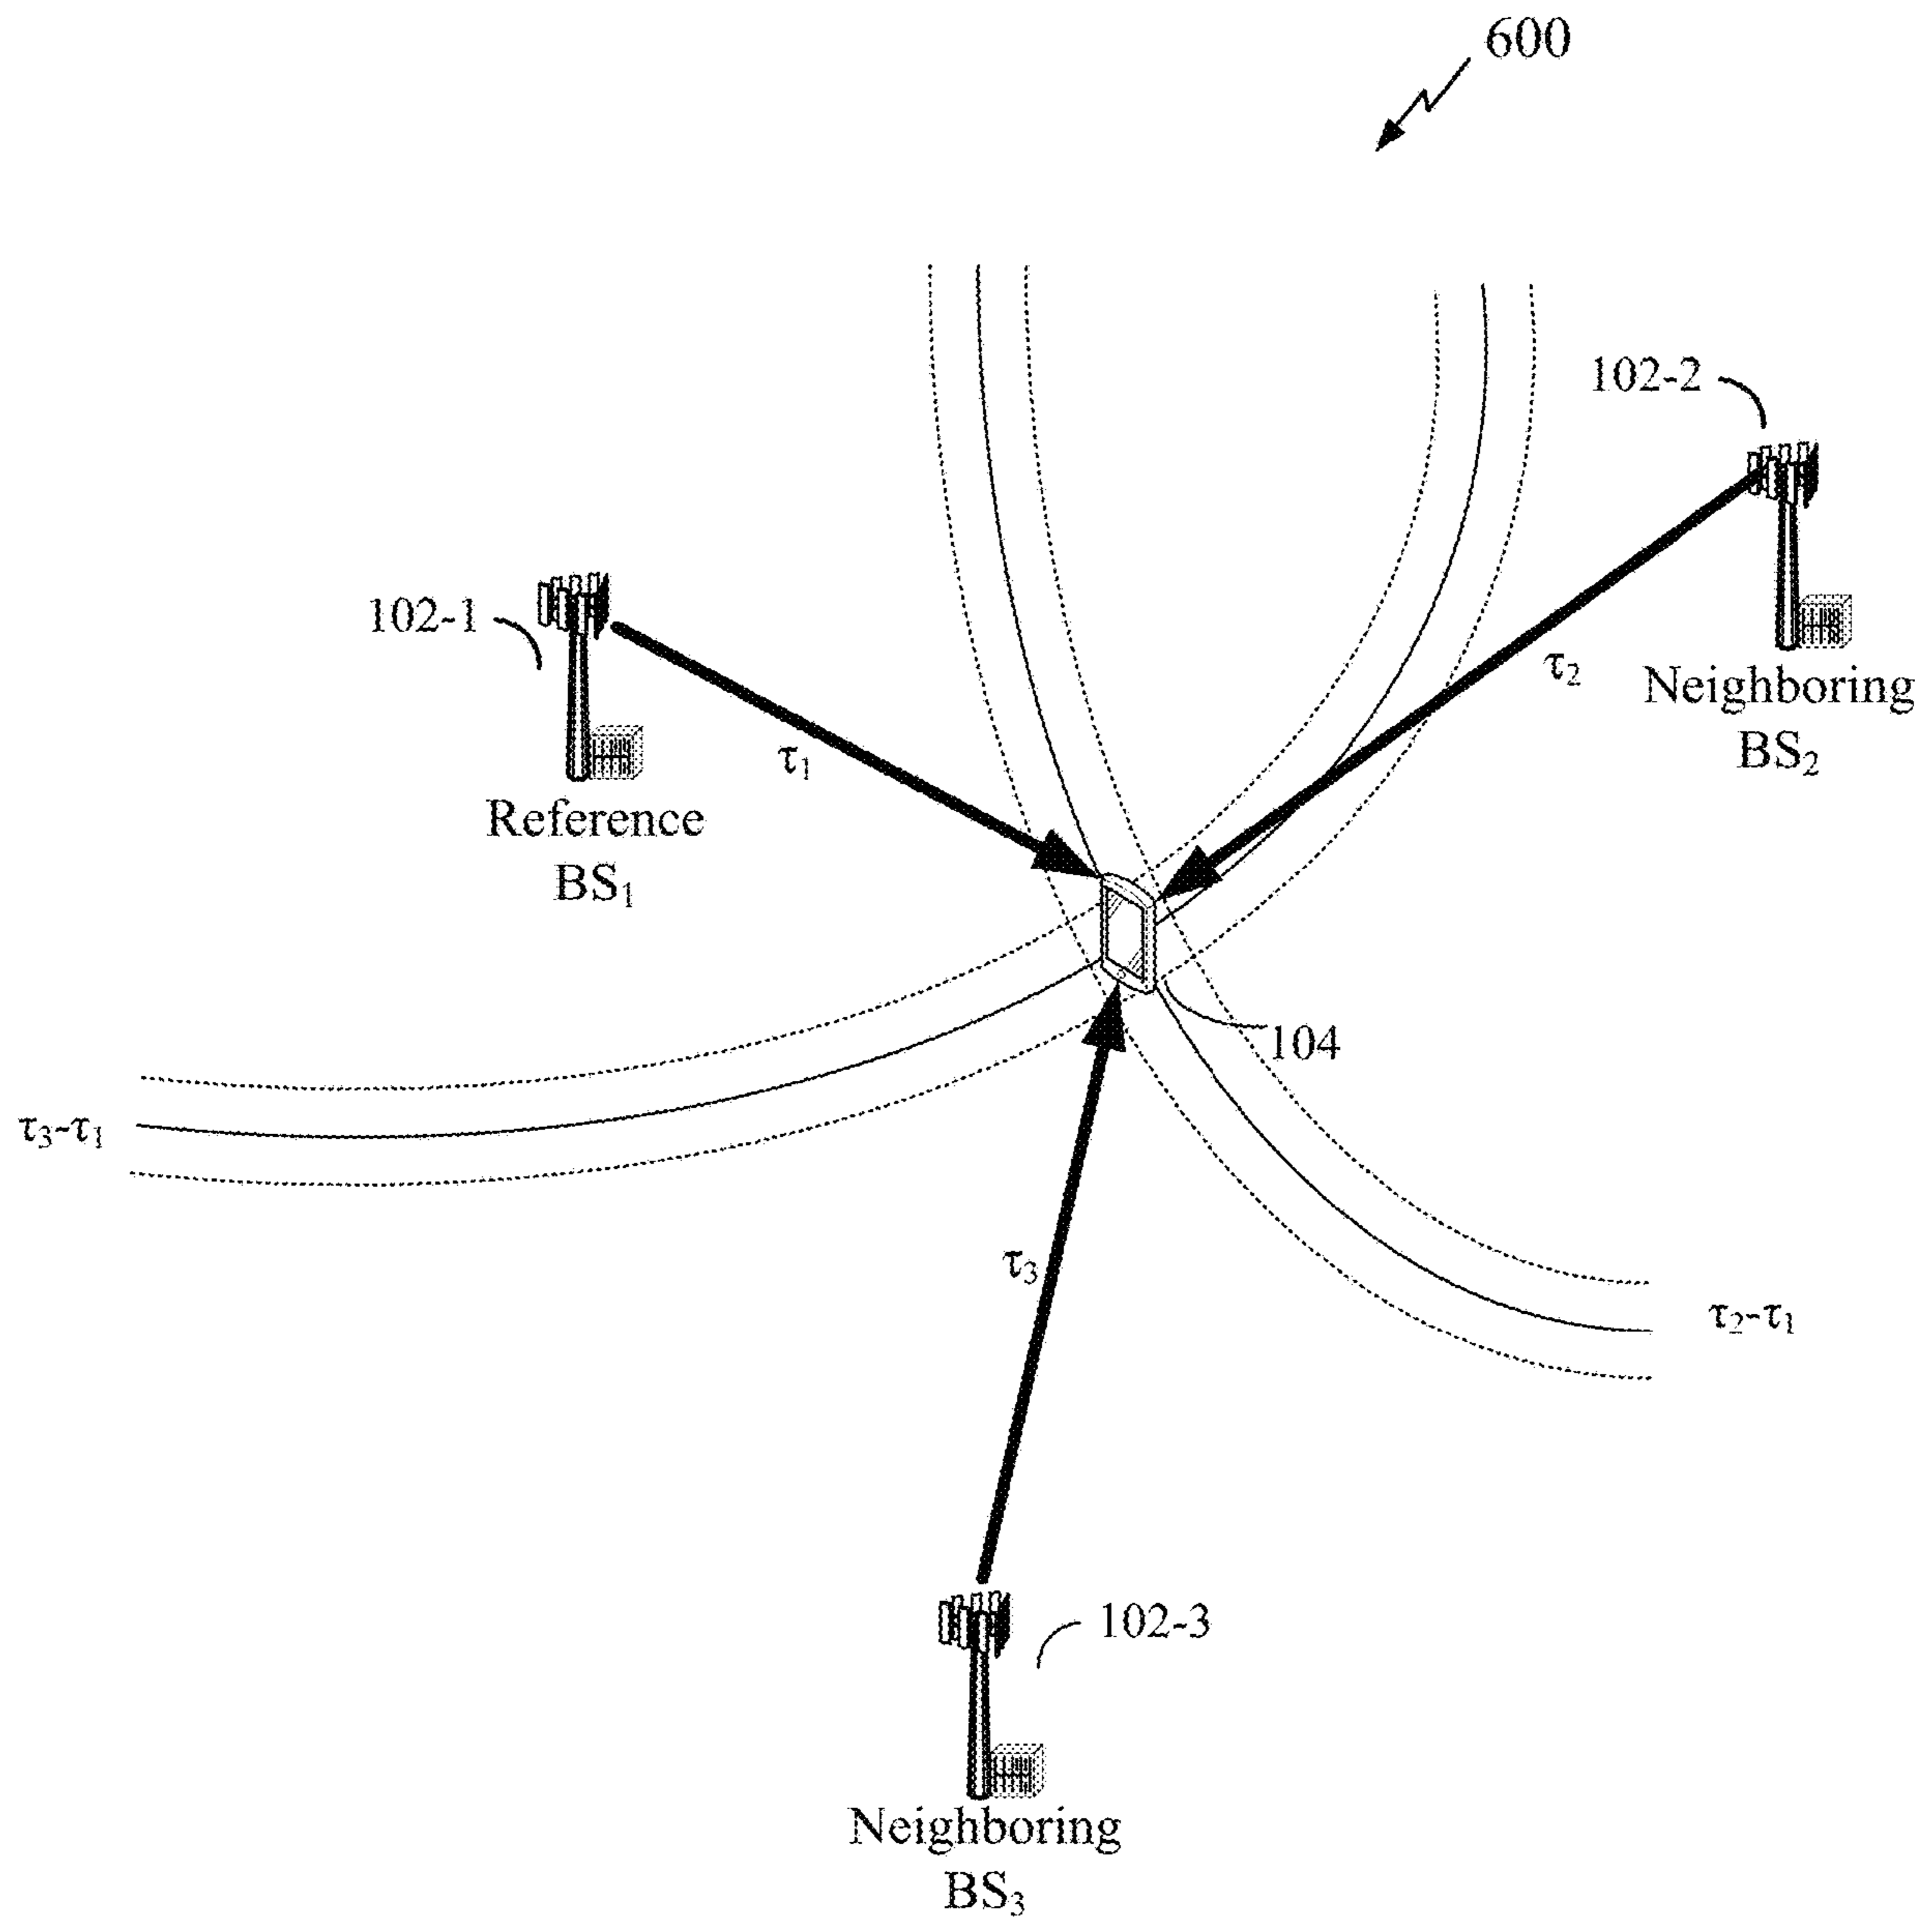 600
102-2
102-1
τ₂
Neighboring
BS₂
τ₁
Reference
BS₁
104
τ₃-τ₁
τ₃
τ₂-τ₁
102-3
Neighboring
BS₃